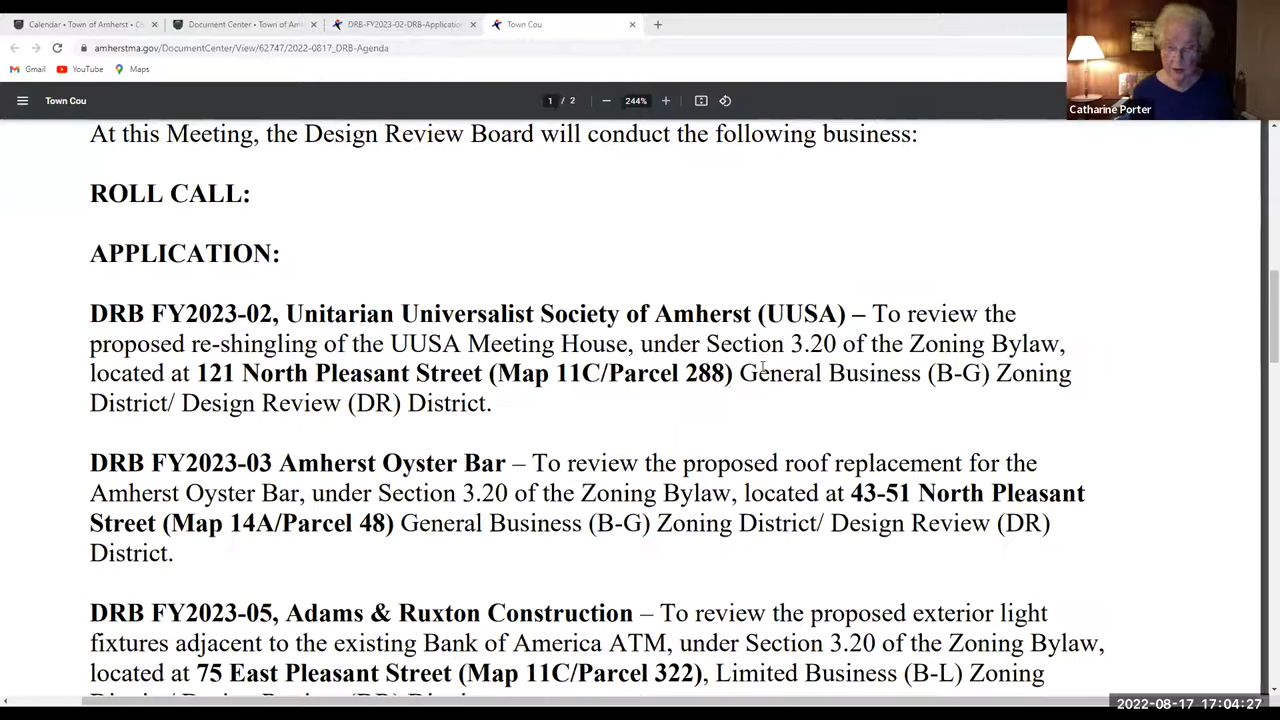 Calendar • Town of Amherst • C
Document Center • Town of Am
DRB-FY2023-02-DRB-Application
Town Cou
amherstma.gov/DocumentCenter/View/62747/2022-0817_DRB-Agenda
Gmail
YouTube
Maps
Town Cou
1 / 2
244%
Catharine Porter
At this Meeting, the Design Review Board will conduct the following business:
ROLL CALL:
APPLICATION:
DRB FY2023-02, Unitarian Universalist Society of Amherst (UUSA) – To review the
proposed re-shingling of the UUSA Meeting House, under Section 3.20 of the Zoning Bylaw,
located at 121 North Pleasant Street (Map 11C/Parcel 288) General Business (B-G) Zoning
District/ Design Review (DR) District.
DRB FY2023-03 Amherst Oyster Bar – To review the proposed roof replacement for the
Amherst Oyster Bar, under Section 3.20 of the Zoning Bylaw, located at 43-51 North Pleasant
Street (Map 14A/Parcel 48) General Business (B-G) Zoning District/ Design Review (DR)
District.
DRB FY2023-05, Adams & Ruxton Construction – To review the proposed exterior light
fixtures adjacent to the existing Bank of America ATM, under Section 3.20 of the Zoning Bylaw,
located at 75 East Pleasant Street (Map 11C/Parcel 322), Limited Business (B-L) Zoning
2022-08-17 17:04:27